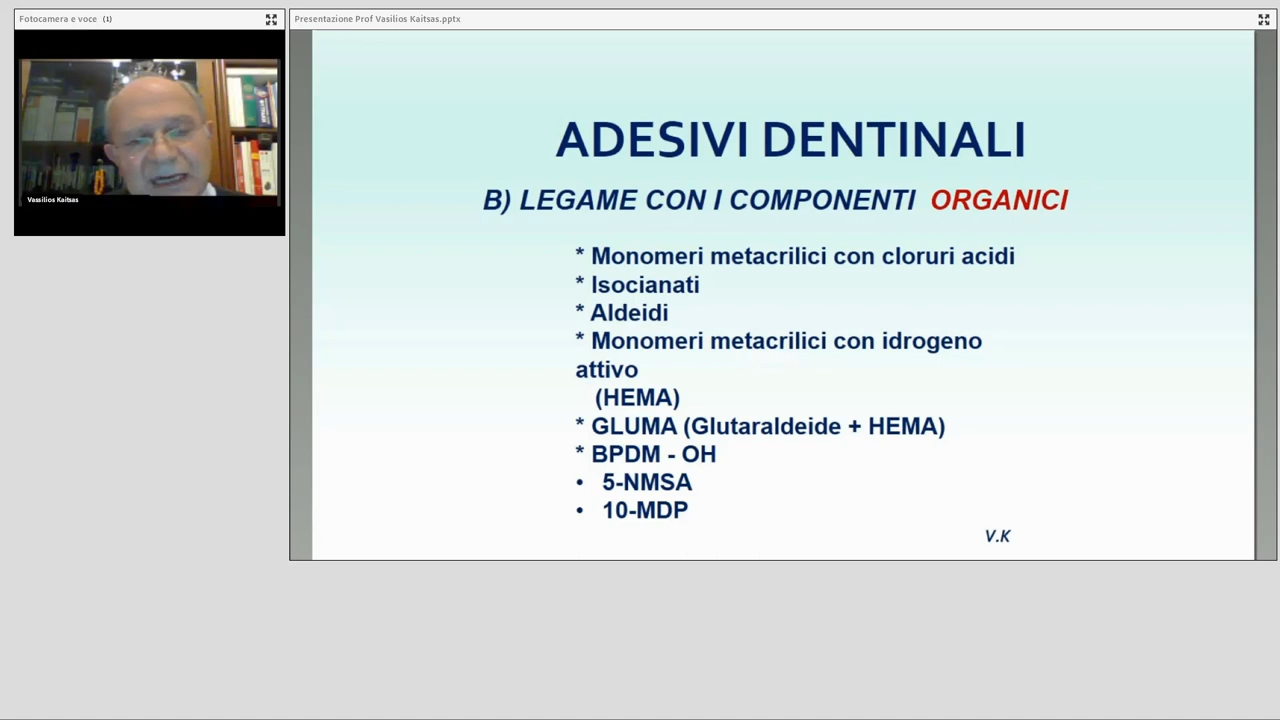 Fotocamera e voce (1)
Presentazione Prof Vasilios Kaitsas.pptx
Vassilios Kaitsas
ADESIVI DENTINALI
B) LEGAME CON I COMPONENTI ORGANICI
* Monomeri metacrilici con cloruri acidi
* Isocianati
* Aldeidi
* Monomeri metacrilici con idrogeno
attivo
(HEMA)
* GLUMA (Glutaraldeide + HEMA)
* BPDM - OH
• 5-NMSA
• 10-MDP
V.K